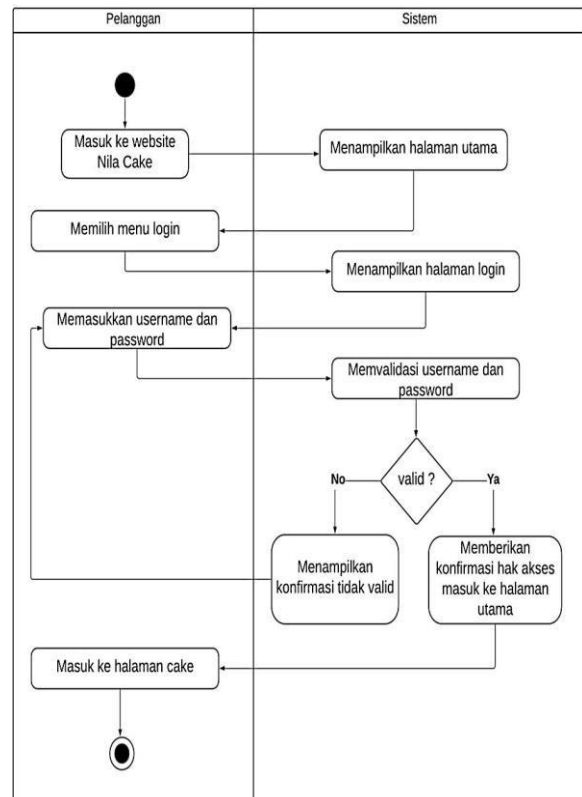 Pelanggan
Sistem
Masuk ke website
Nila Cake
Menampilkan halaman utama
Memilih menu login
Menampilkan halaman login
Memasukkan username dan
password
Memvalidasi username dan
password
valid ?
No
Ya
Menampilkan
konfirmasi tidak valid
Memberikan
konfirmasi hak akses
masuk ke halaman
utama
Masuk ke halaman cake